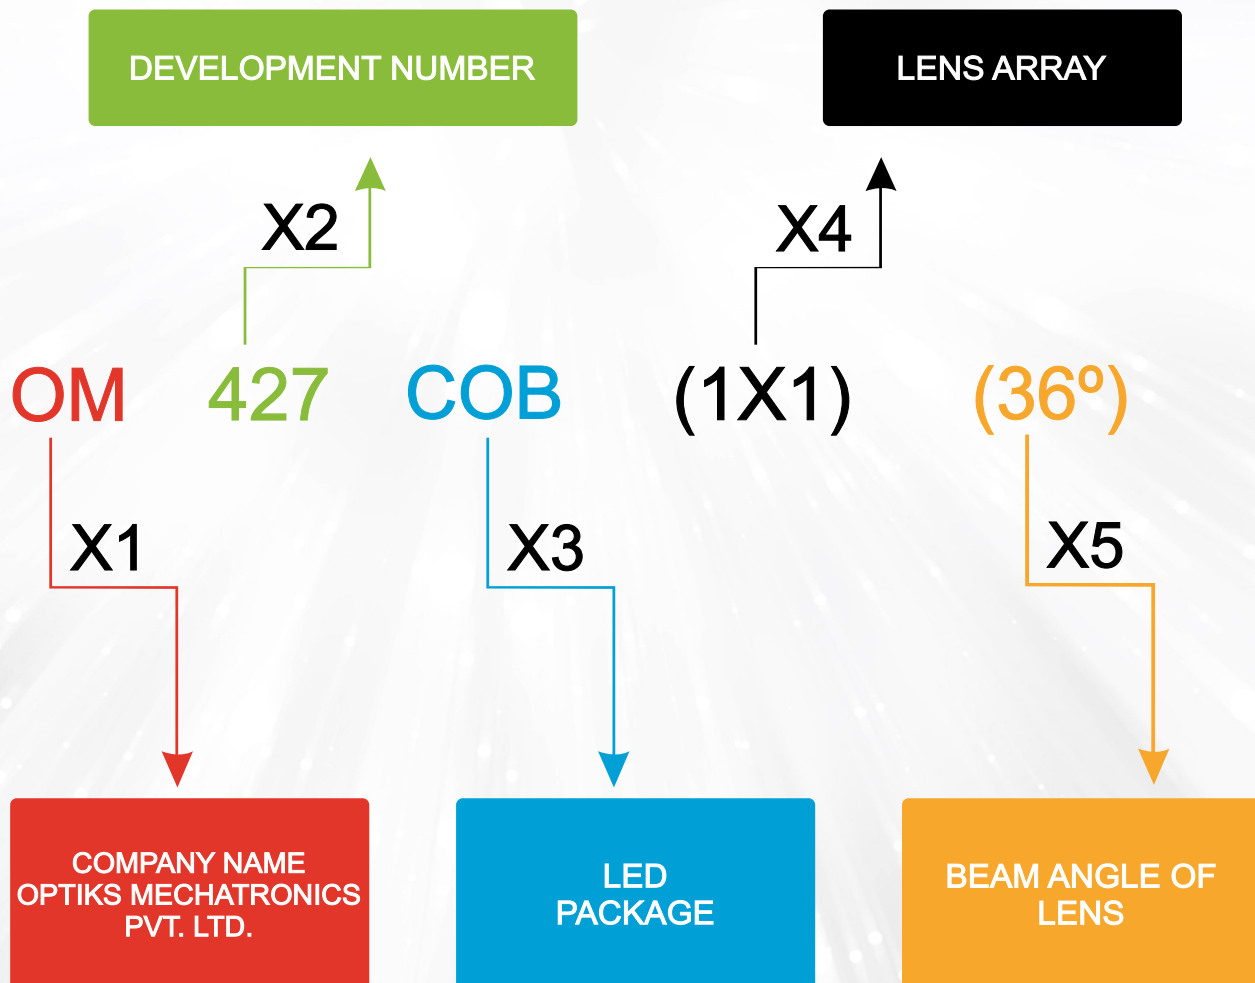 DEVELOPMENT NUMBER
LENS ARRAY
X2
X4
OM 427 COB (1X1) (36º)
X1
X3
X5
COMPANY NAME
OPTIKS MECHATRONICS
PVT. LTD.
LED
PACKAGE
BEAM ANGLE OF
LENS